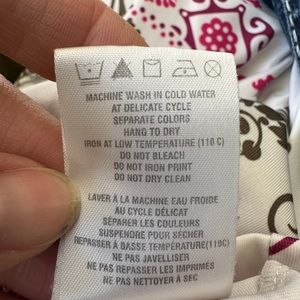 MACHINE WASH IN COLD WATER
AT DELICATE CYCLE
SEPARATE COLORS
HANG TO DRY
IRON AT LOW TEMPERATURE (110 C)
DO NOT BLEACH
DO NOT IRON PRINT
DO NOT DRY CLEAN
LAVER À LA MACHINE EAU FROIDE
AU CYCLE DÉLICAT
SÉPARER LES COULEURS
SUSPENDRE POUR SÉCHER
REPASSER À BASSE TEMPÉRATURE(110C)
NE PAS JAVELLISER
NE PAS REPASSER LES IMPRIMÉS
NE PAS NETTOYER À SEC